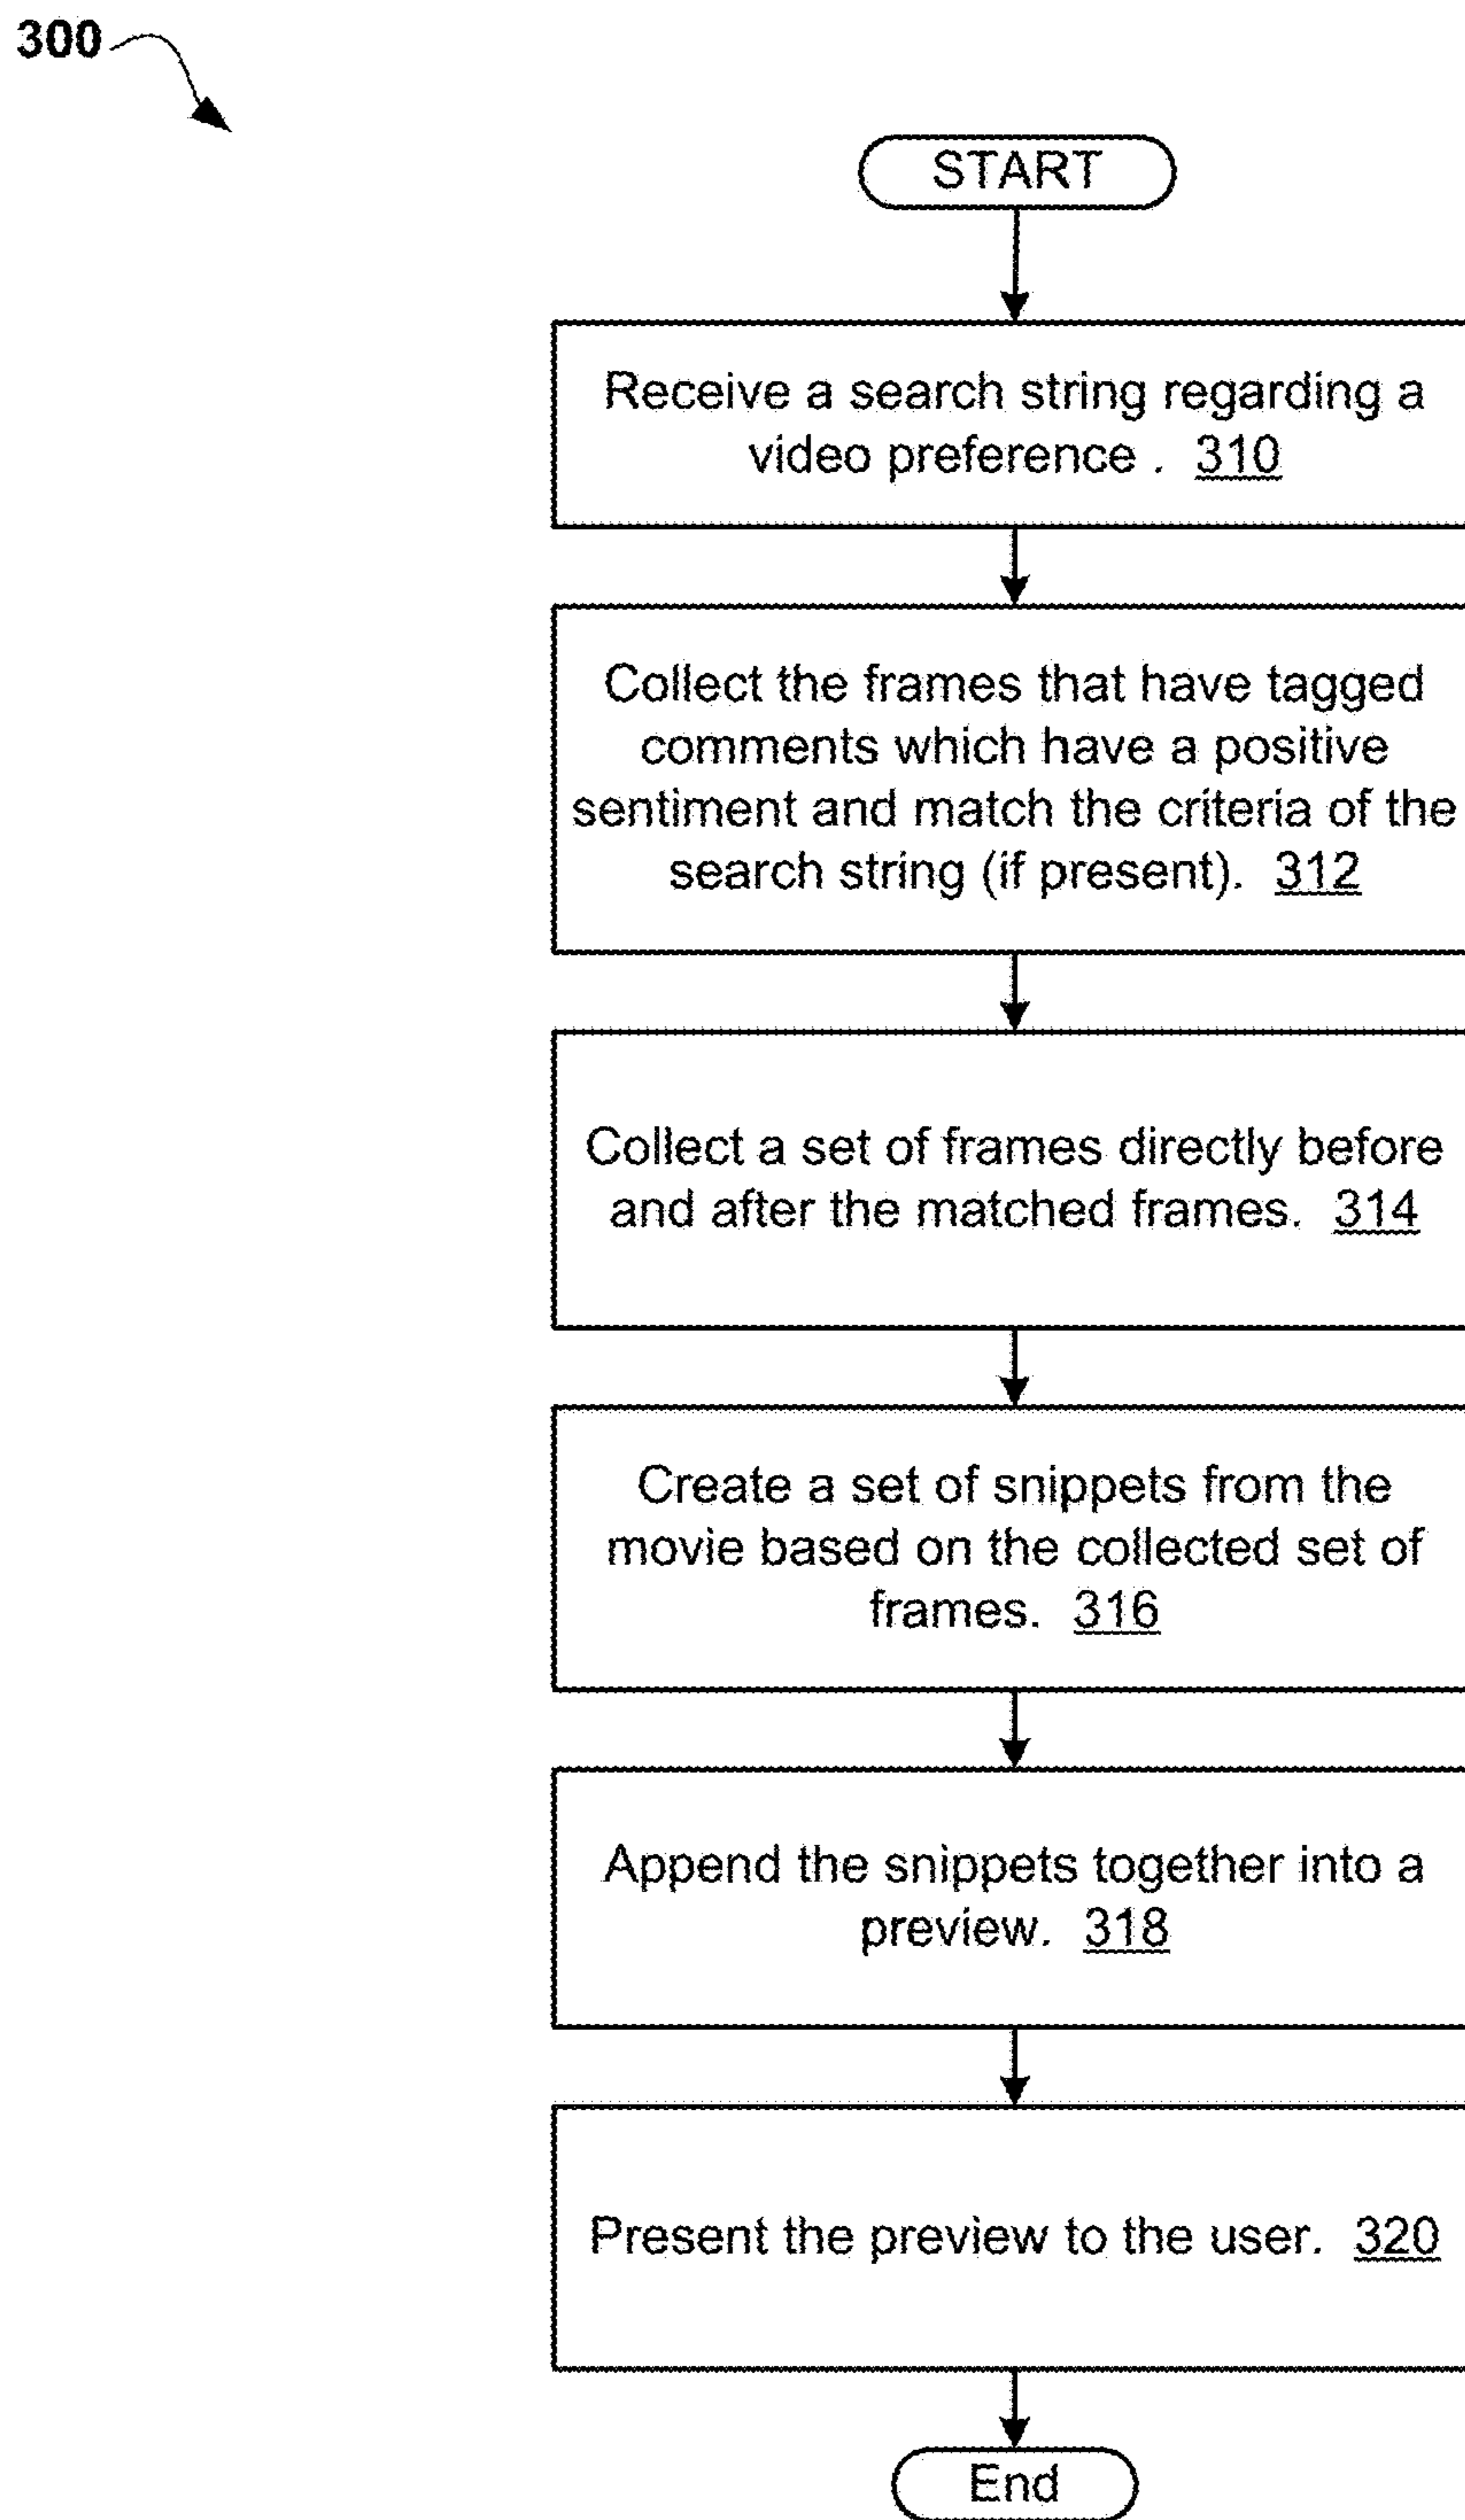 300
START
Receive a search string regarding a
video preference . 310
Collect the frames that have tagged
comments which have a positive
sentiment and match the criteria of the
search string (if present). 312
Collect a set of frames directly before
and after the matched frames. 314
Create a set of snippets from the
movie based on the collected set of
frames. 316
Append the snippets together into a
preview. 318
Present the preview to the user. 320
End